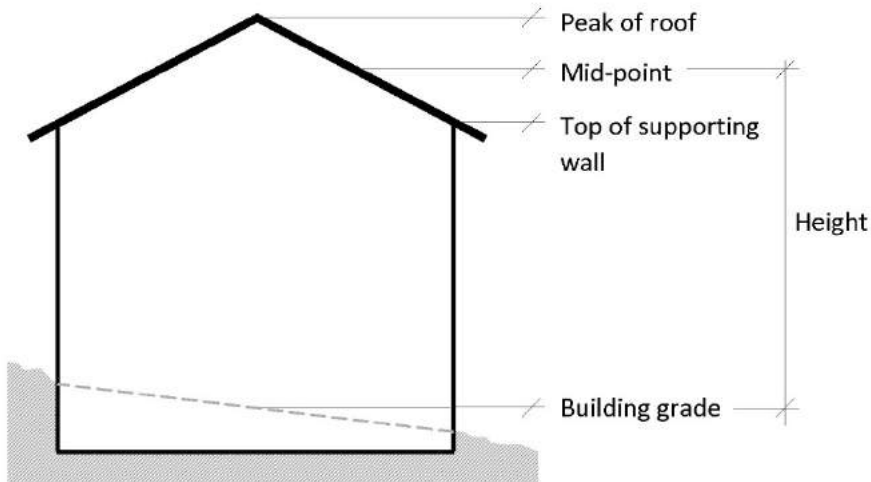 Peak of roof
Mid-point
Top of supporting
wall
Height
Building grade